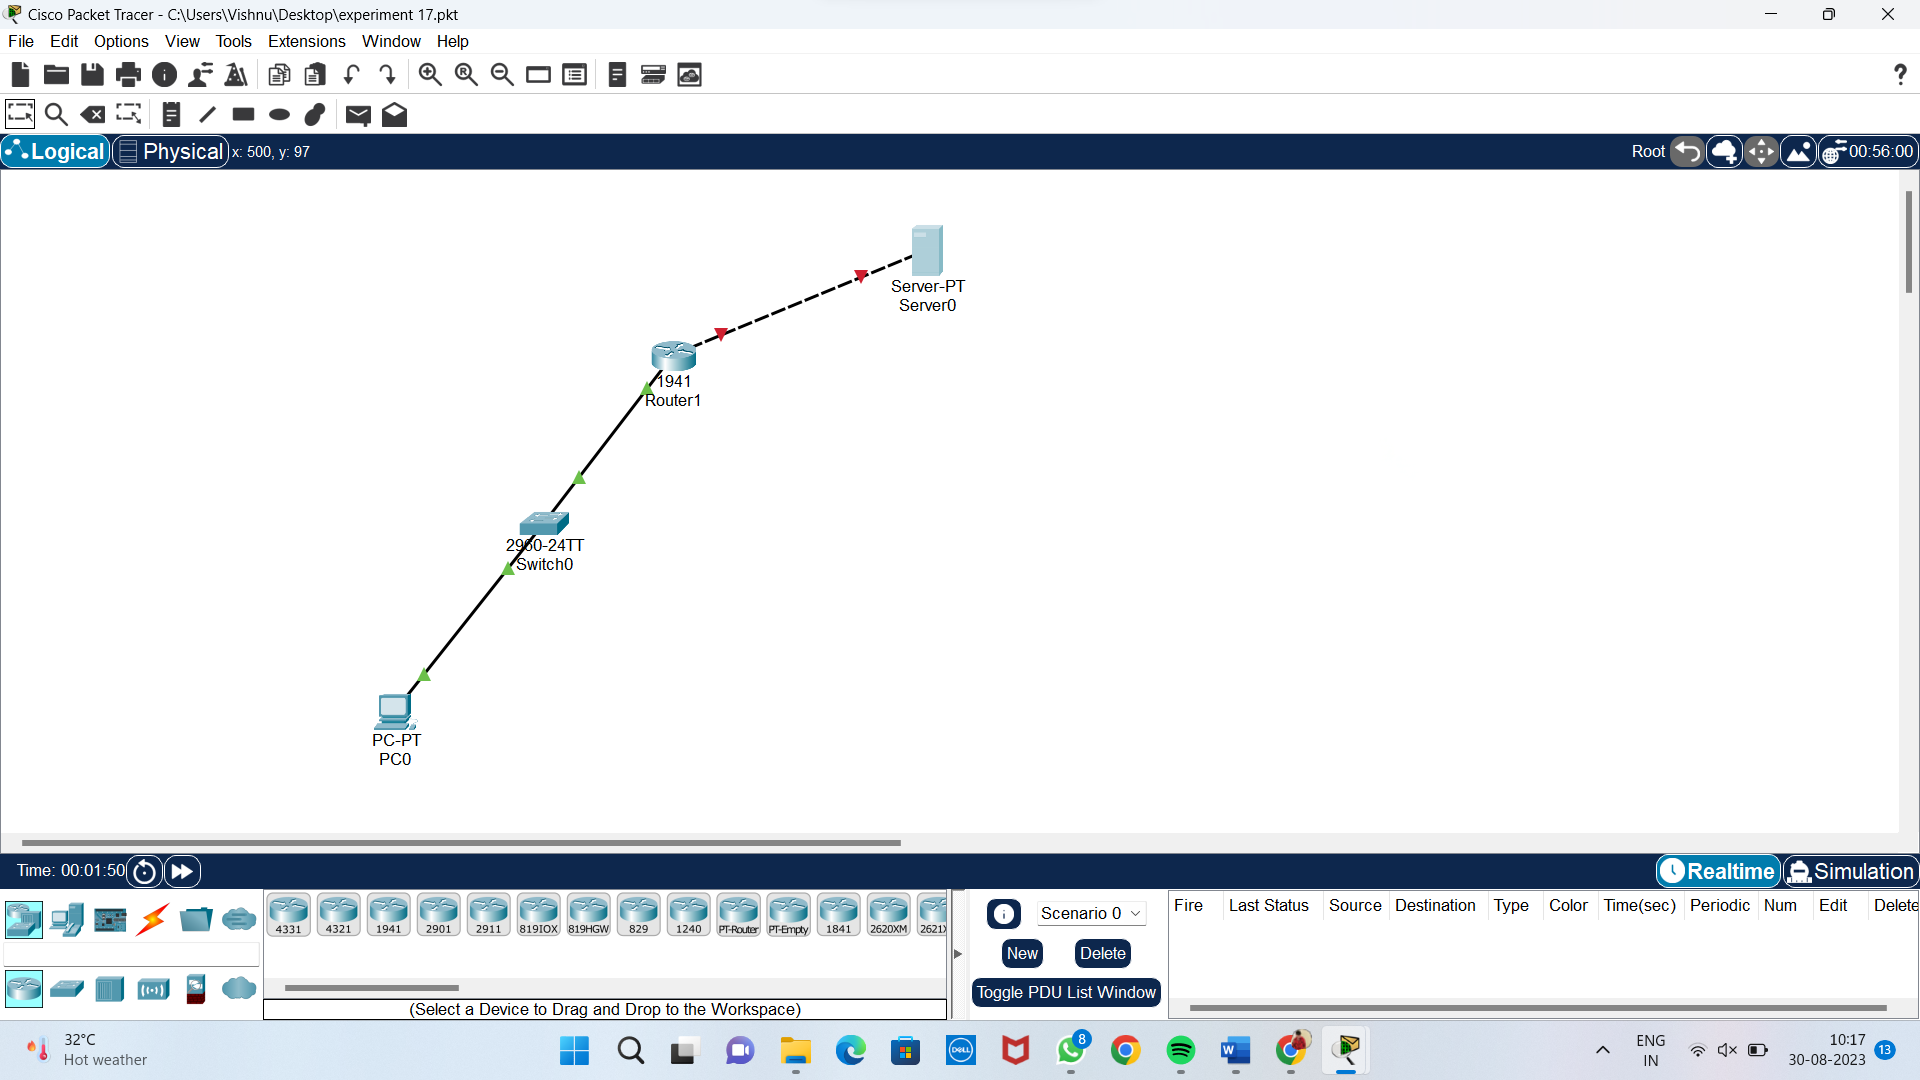 Cisco Packet Tracer - C:\Users\Vishnu\Desktop\experiment 17.pkt
File Edit Options View Tools Extensions Window Help
Logical Physical x: 500, y: 97 Root 00:56:00
Server-PT
Server0
1941
Router1
2960-24TT
Switch0
PC-PT
PC0
Time: 00:01:50 Realtime Simulation
4331 4321 1941 2901 2911 819IOX 819HGW 829 1240 PT-Router PT-Empty 1841 2620XM 2621X
(Select a Device to Drag and Drop to the Workspace)
Scenario 0
New Delete
Toggle PDU List Window
Fire Last Status Source Destination Type Color Time(sec) Periodic Num Edit Delete
32°C
Hot weather
DELL
8
ENG
IN
10:17
30-08-2023
13